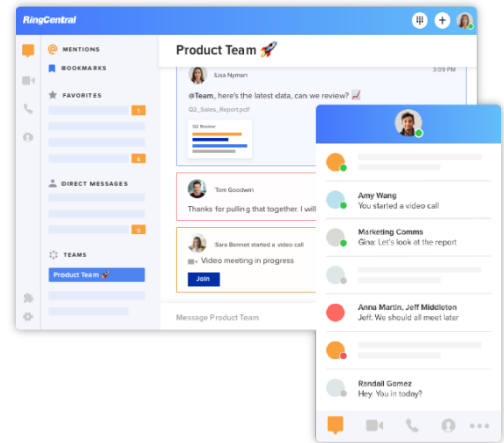 RingCentral
MENTIONS
BOOKMARKS
FAVORITES
1
4
DIRECT MESSAGES
5
TEAMS
Product Team 🚀
Product Team 🚀
Lisa Nyman
3:09 PM
@Team, here's the latest data, can we review? 📈
Q2_Sales_Report.pdf
Q2 Review
Tom Goodwin
Thanks for pulling that together. I will
Sara Bennet started a video call
Video meeting in progress
Join
Message Product Team
Amy Wang
You started a video call
Marketing Comms
Gina: Let's look at the report
Anna Martin, Jeff Middleton
Jeff: We should all meet later
Randall Gomez
Hey. You in today?